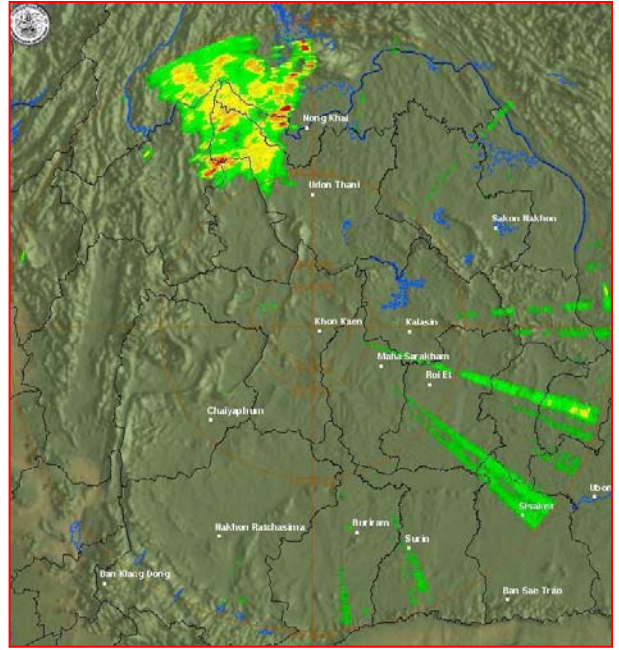 Nong Khai
Udon Thani
Sakon Nakhon
Khon Kaen
Kalasin
Maha Sarakham
Roi Et
Chaiyaphum
Ubon
Sisaket
Nakhon Ratchasima
Buriram
Surin
Ban Klang Dong
Ban Sae Trao